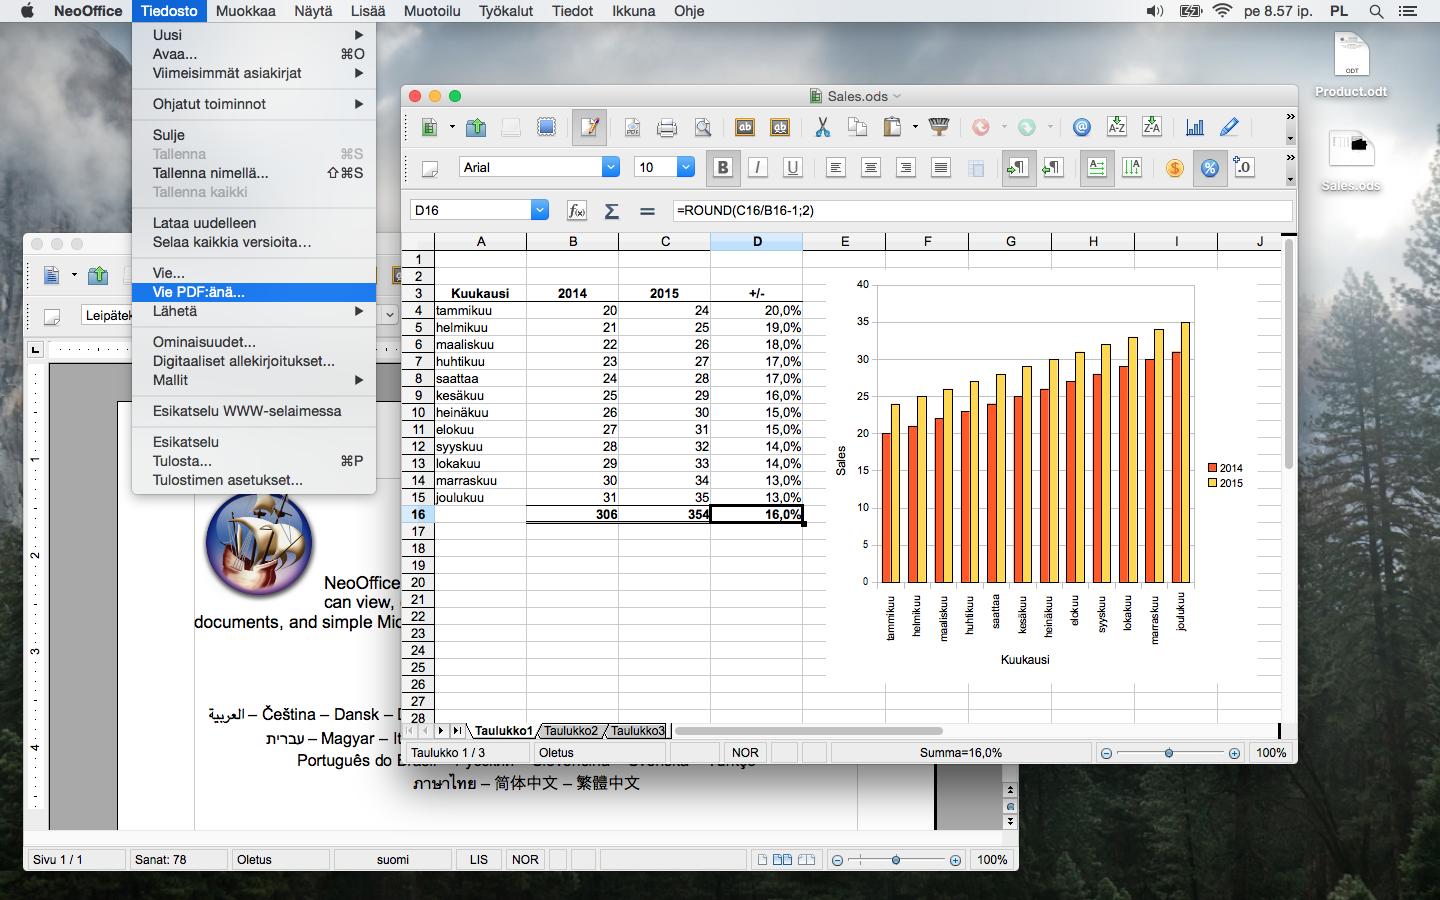 NeoOffice Tiedosto Muokkaa Näytä Lisää Muotoilu Työkalut Tiedot Ikkuna Ohje pe 8.57 ip. PL
Uusi
Avaa... ⌘O
Viimeisimmät asiakirjat
Ohjatut toiminnot
Sulje
Tallenna ⌘S
Tallenna nimellä... ⇧⌘S
Tallenna kaikki
Lataa uudelleen
Selaa kaikkia versioita…
Vie...
Vie PDF:änä...
Lähetä
Ominaisuudet...
Digitaaliset allekirjoitukset...
Mallit
Esikatselu WWW-selaimessa
Esikatselu
Tulosta... ⌘P
Tulostimen asetukset...
ODT
Product.odt
Sales.ods
Sales.ods
Arial 10 B I U
D16 =ROUND(C16/B16-1;2)
A B C D E F G H I J
1
2
3 Kuukausi 2014 2015 +/-
4 tammikuu 20 24 20,0%
5 helmikuu 21 25 19,0%
6 maaliskuu 22 26 18,0%
7 huhtikuu 23 27 17,0%
8 saattaa 24 28 17,0%
9 kesäkuu 25 29 16,0%
10 heinäkuu 26 30 15,0%
11 elokuu 27 31 15,0%
12 syyskuu 28 32 14,0%
13 lokakuu 29 33 14,0%
14 marraskuu 30 34 13,0%
15 joulukuu 31 35 13,0%
16 306 354 16,0%
17
18
19
20
21
22
23
24
25
26
27
28
40
35
30
25
20
15
10
5
0
Sales
tammikuu helmikuu maaliskuu huhtikuu saattaa kesäkuu heinäkuu elokuu syyskuu lokakuu marraskuu joulukuu
Kuukausi
2014
2015
Taulukko1 Taulukko2 Taulukko3
Taulukko 1 / 3 Oletus NOR Summa=16,0% 100%
Leipätek
1
2
3
4
NeoOffice
can view,
documents, and simple Mic
العربية – Čeština – Dansk – D
עברית – Magyar – It
Português do Brasil – Русский – Slovenčina – Svenska – Türkçe
ภาษาไทย – 简体中文 – 繁體中文
Sivu 1 / 1 Sanat: 78 Oletus suomi LIS NOR 100%